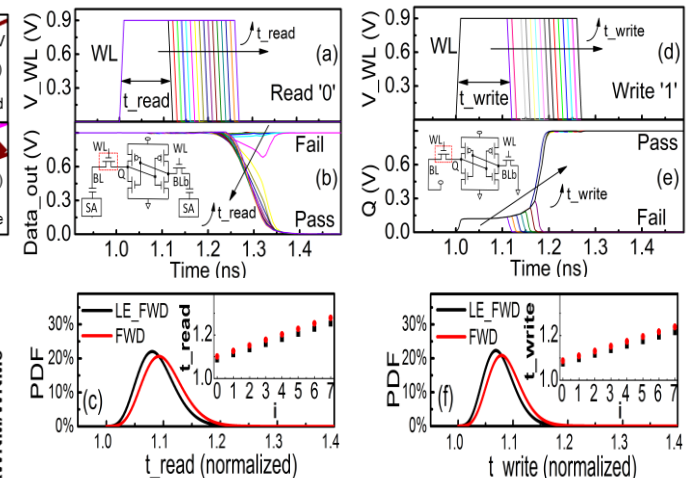 V_WL (V)
0.9
0.6
0.3
WL
t_read
t_read
(a)
Read '0'
Data_out (V)
0.6
0.3
0.0
WL
BL
Q
WL
BLb
SA
SA
t_read
Fail
(b)
Pass
1.0 1.1 1.2 1.3 1.4
Time (ns)
V_WL (V)
0.9
0.6
0.3
WL
t_write
t_write
(d)
Write '1'
Q (V)
0.6
0.3
0.0
WL
BL
Q
WL
BLb
Pass
(e)
t_write
Fail
1.0 1.1 1.2 1.3 1.4
Time (ns)
PDF
30%
20%
10%
0%
LE_FWD
FWD
(c)
t_read
1.2
1.0
0 1 2 3 4 5 6 7
i
1.0 1.1 1.2 1.3 1.4
t_read (normalized)
PDF
30%
20%
10%
0%
LE_FWD
FWD
(f)
t_write
1.2
1.0
0 1 2 3 4 5 6 7
i
1.0 1.1 1.2 1.3 1.4
t_write (normalized)